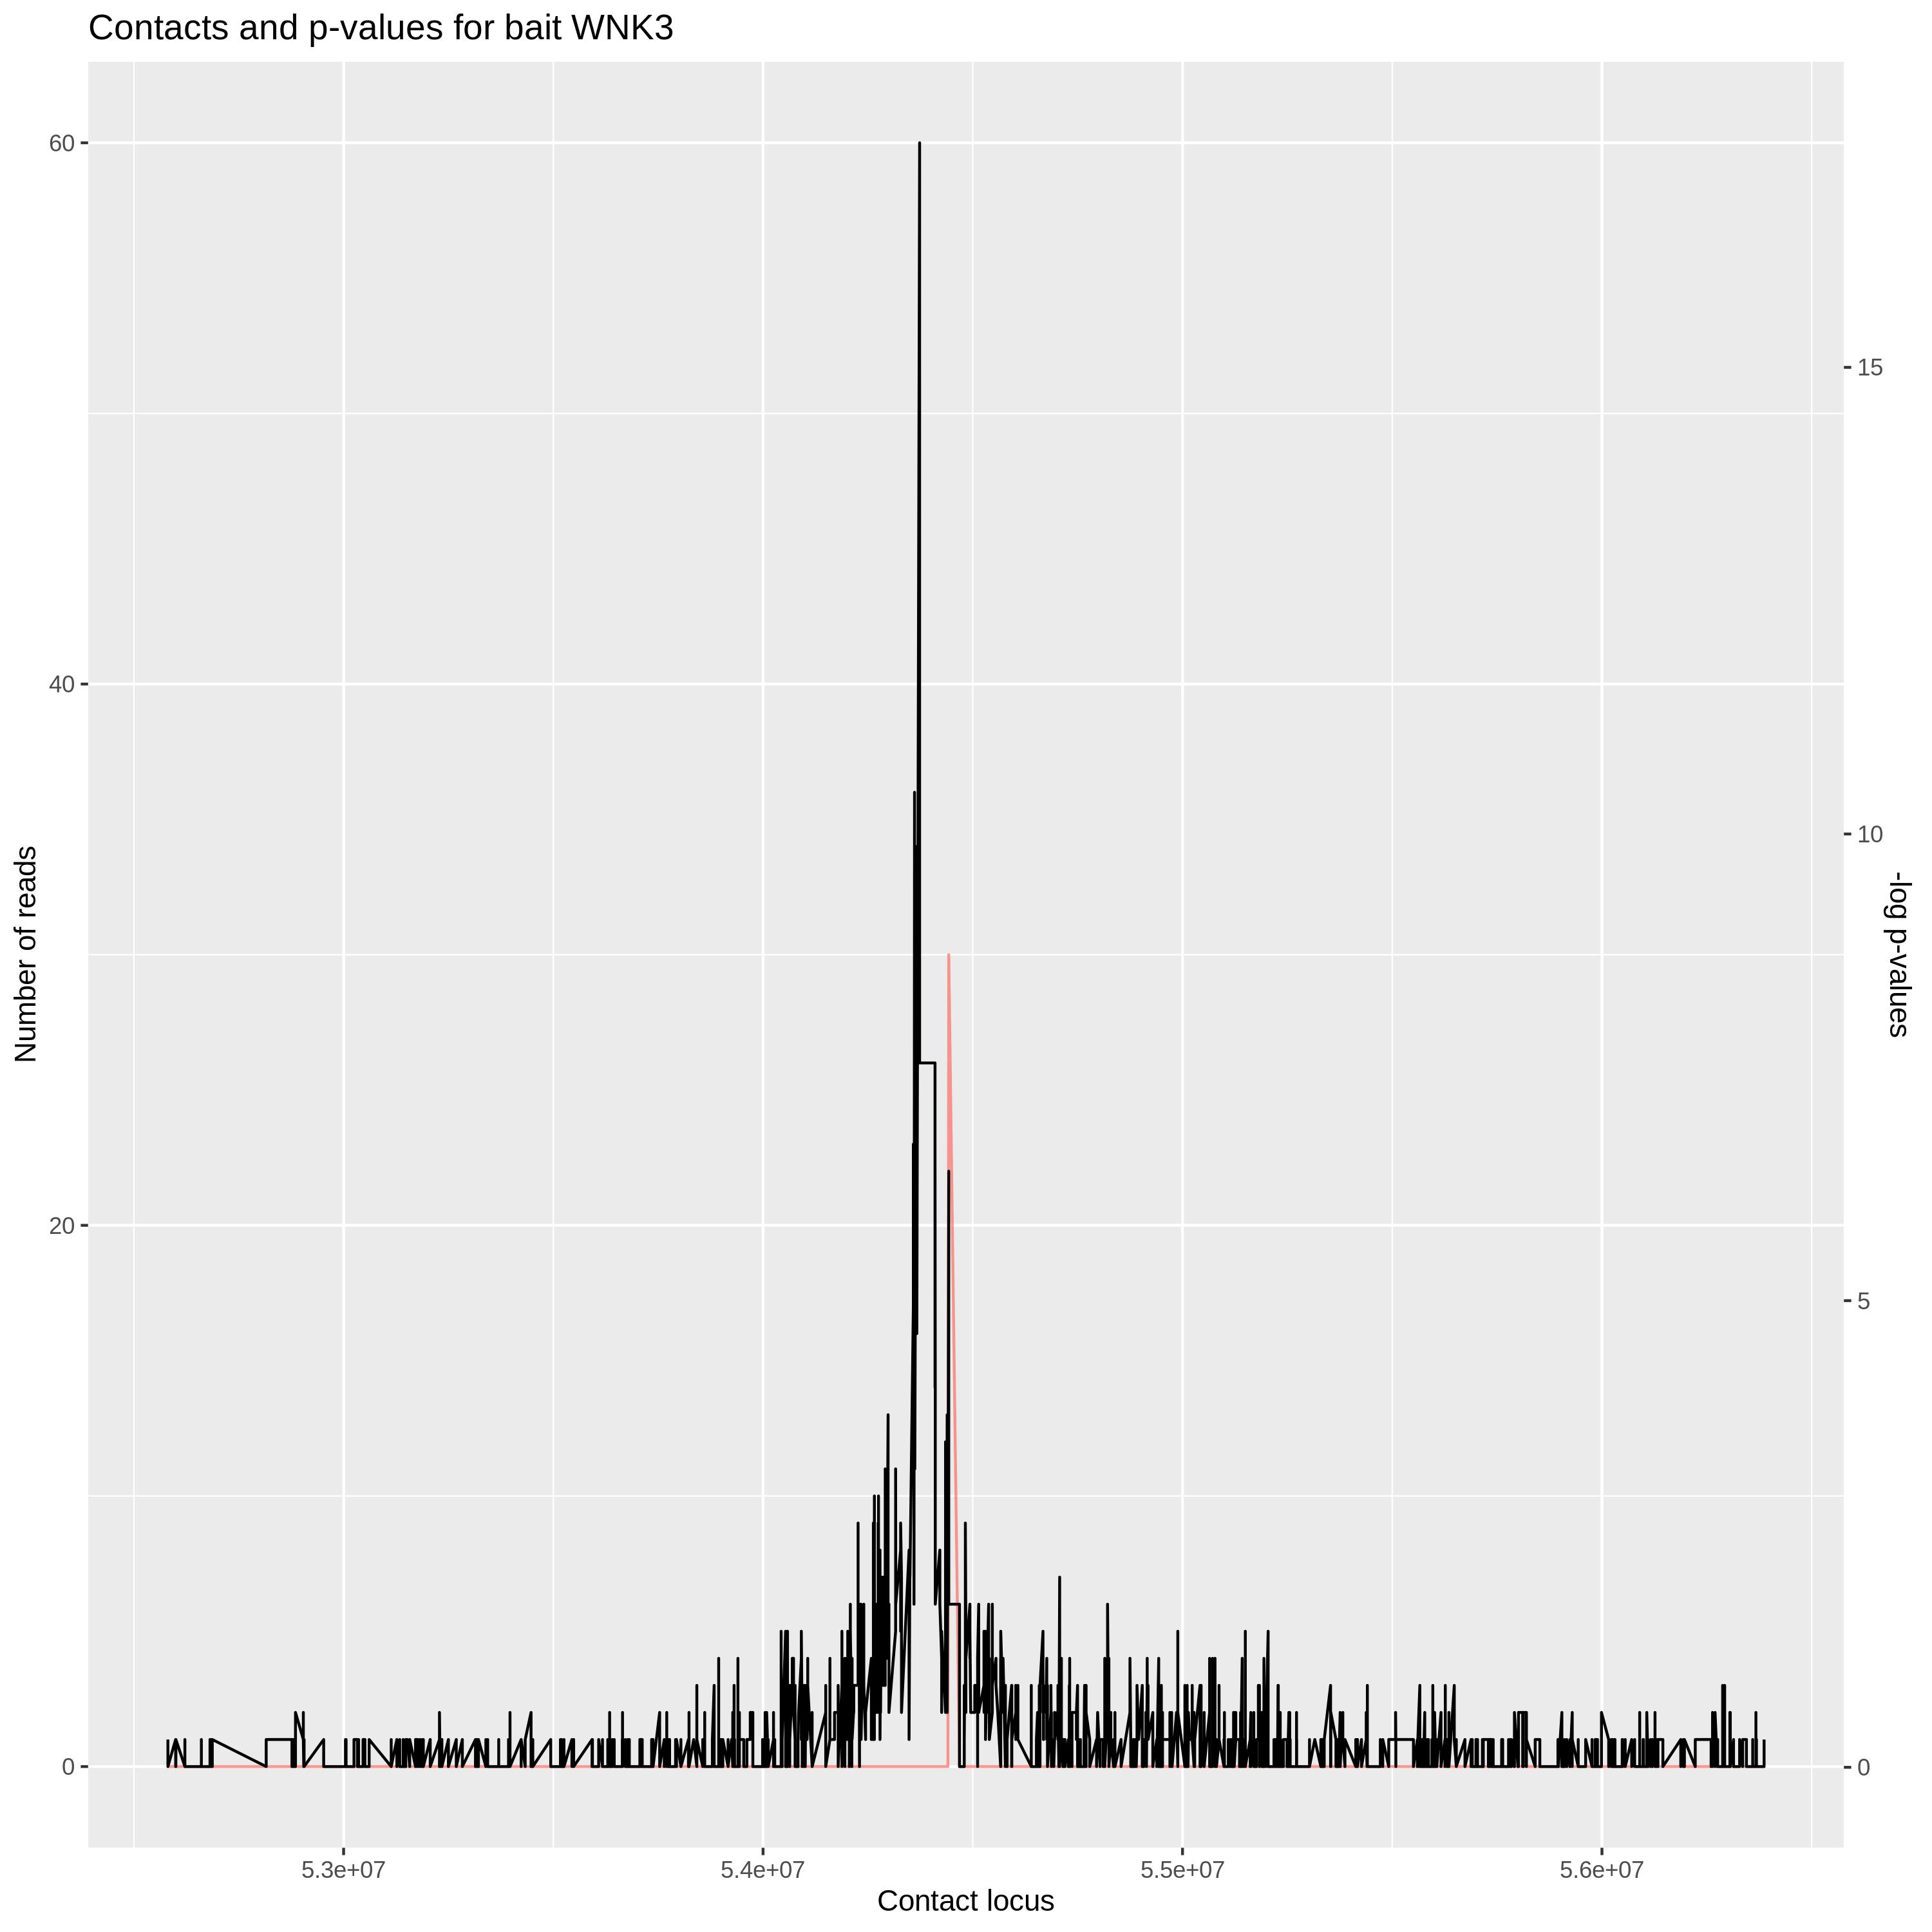 Contacts and p-values for bait WNK3
60
40
20
0
Number of reads
15
10
5
0
-log p-values
5.3e+07 5.4e+07 5.5e+07 5.6e+07
Contact locus